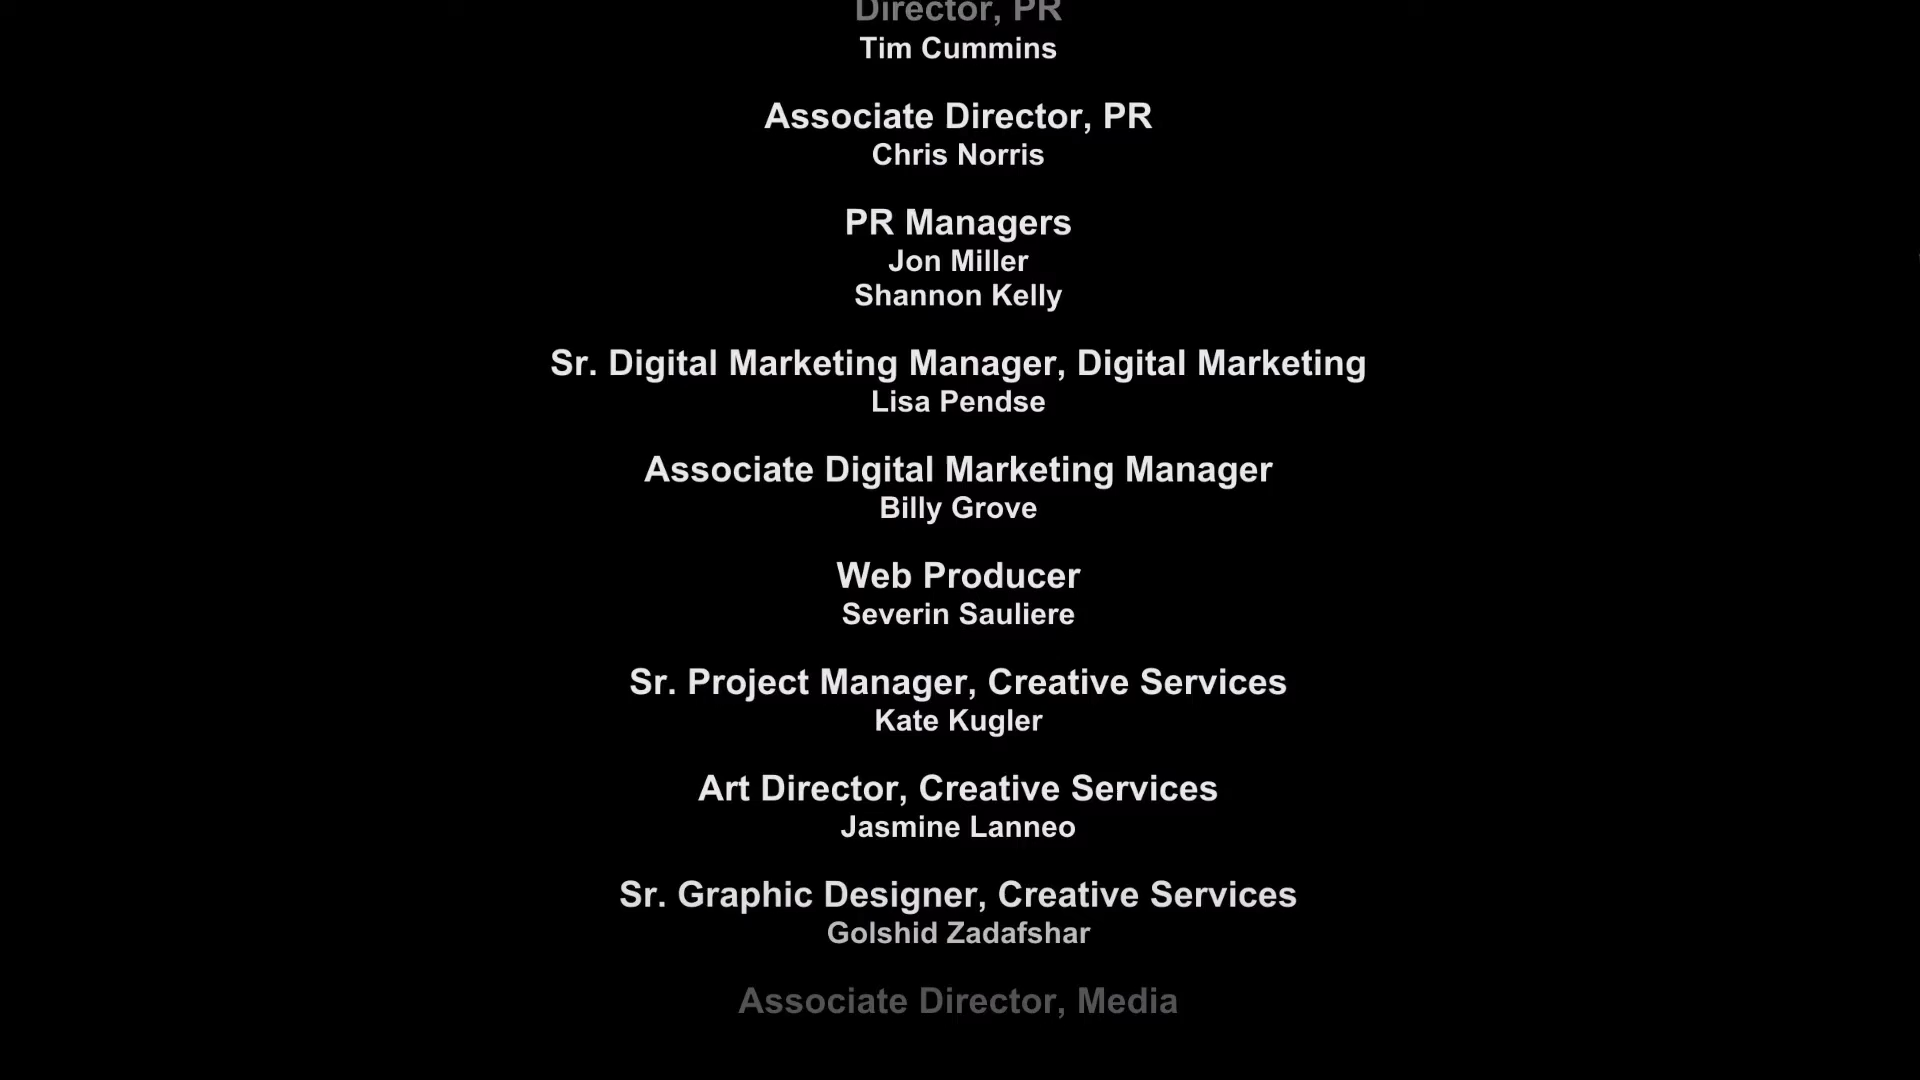 Director, PR
Tim Cummins
Associate Director, PR
Chris Norris
PR Managers
Jon Miller
Shannon Kelly
Sr. Digital Marketing Manager, Digital Marketing
Lisa Pendse
Associate Digital Marketing Manager
Billy Grove
Web Producer
Severin Sauliere
Sr. Project Manager, Creative Services
Kate Kugler
Art Director, Creative Services
Jasmine Lanneo
Sr. Graphic Designer, Creative Services
Golshid Zadafshar
Associate Director, Media